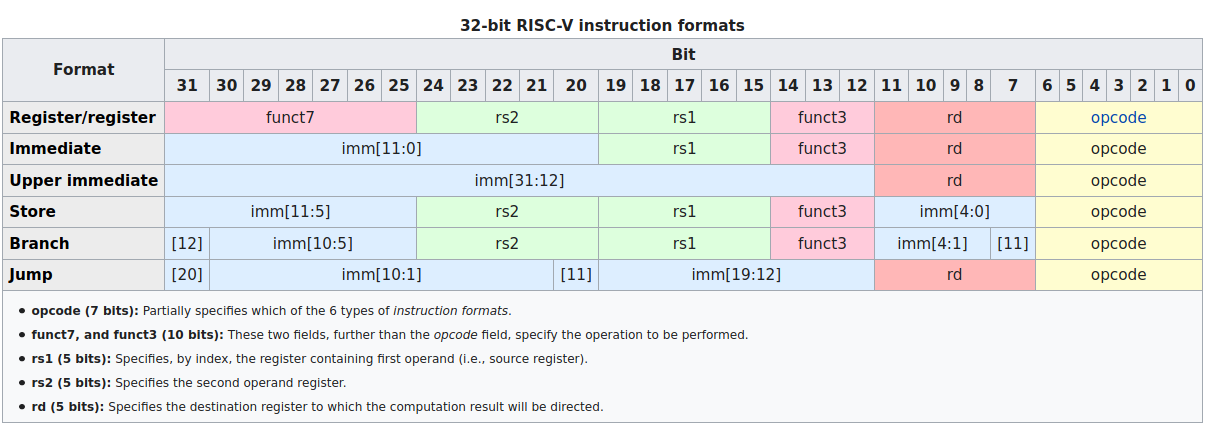 32-bit RISC-V instruction formats
Format Bit
31 30 29 28 27 26 25 24 23 22 21 20 19 18 17 16 15 14 13 12 11 10 9 8 7 6 5 4 3 2 1 0
Register/register funct7 rs2 rs1 funct3 rd opcode
Immediate imm[11:0] rs1 funct3 rd opcode
Upper immediate imm[31:12] rd opcode
Store imm[11:5] rs2 rs1 funct3 imm[4:0] opcode
Branch [12] imm[10:5] rs2 rs1 funct3 imm[4:1] [11] opcode
Jump [20] imm[10:1] [11] imm[19:12] rd opcode
• opcode (7 bits): Partially specifies which of the 6 types of instruction formats.
• funct7, and funct3 (10 bits): These two fields, further than the opcode field, specify the operation to be performed.
• rs1 (5 bits): Specifies, by index, the register containing first operand (i.e., source register).
• rs2 (5 bits): Specifies the second operand register.
• rd (5 bits): Specifies the destination register to which the computation result will be directed.